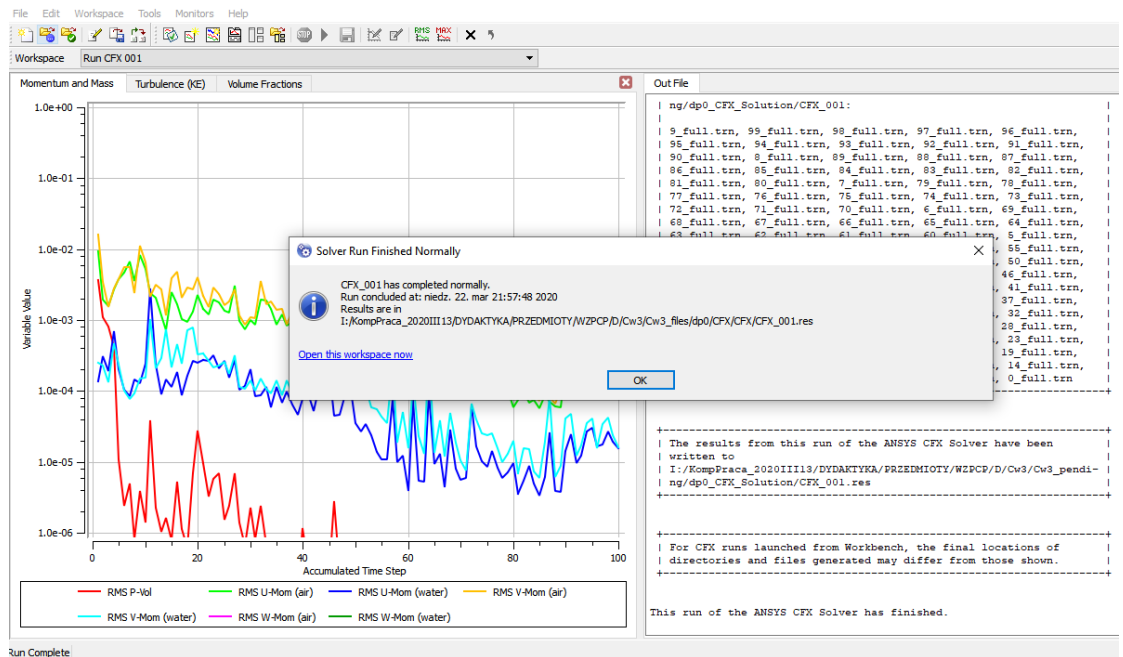 File Edit Workspace Tools Monitors Help
RMS MAX
Workspace Run CFX 001
Momentum and Mass Turbulence (KE) Volume Fractions
1.0e+00
1.0e-01
1.0e-02
1.0e-03
1.0e-04
1.0e-05
1.0e-06
Variable Value
0 20 40 60 80 100
Accumulated Time Step
RMS P-Vol RMS U-Mom (air) RMS U-Mom (water) RMS V-Mom (air)
RMS V-Mom (water) RMS W-Mom (air) RMS W-Mom (water)
Solver Run Finished Normally
CFX_001 has completed normally.
Run concluded at: niedz. 22. mar 21:57:48 2020
Results are in
I:/KompPraca_2020III13/DYDAKTYKA/PRZEDMIOTY/WZPCP/D/Cw3/Cw3_files/dp0/CFX/CFX/CFX_001.res
Open this workspace now
OK
Out File
| ng/dp0_CFX_Solution/CFX_001: |
| |
| 9_full.trn, 99_full.trn, 98_full.trn, 97_full.trn, 96_full.trn, |
| 95_full.trn, 94_full.trn, 93_full.trn, 92_full.trn, 91_full.trn, |
| 90_full.trn, 8_full.trn, 89_full.trn, 88_full.trn, 87_full.trn, |
| 86_full.trn, 85_full.trn, 84_full.trn, 83_full.trn, 82_full.trn, |
| 81_full.trn, 80_full.trn, 7_full.trn, 79_full.trn, 78_full.trn, |
| 77_full.trn, 76_full.trn, 75_full.trn, 74_full.trn, 73_full.trn, |
| 72_full.trn, 71_full.trn, 70_full.trn, 6_full.trn, 69_full.trn, |
| 68_full.trn, 67_full.trn, 66_full.trn, 65_full.trn, 64_full.trn, |
| 63_full.trn, 62_full.trn, 61_full.trn, 60_full.trn, 5_full.trn, |
55_full.trn, |
50_full.trn, |
46_full.trn, |
41_full.trn, |
37_full.trn, |
32_full.trn, |
28_full.trn, |
23_full.trn, |
19_full.trn, |
14_full.trn, |
0_full.trn |
| The results from this run of the ANSYS CFX Solver have been |
| written to |
| I:/KompPraca_2020III13/DYDAKTYKA/PRZEDMIOTY/WZPCP/D/Cw3/Cw3_pendi- |
| ng/dp0_CFX_Solution/CFX_001.res |
| For CFX runs launched from Workbench, the final locations of |
| directories and files generated may differ from those shown. |
This run of the ANSYS CFX Solver has finished.
Run Complete